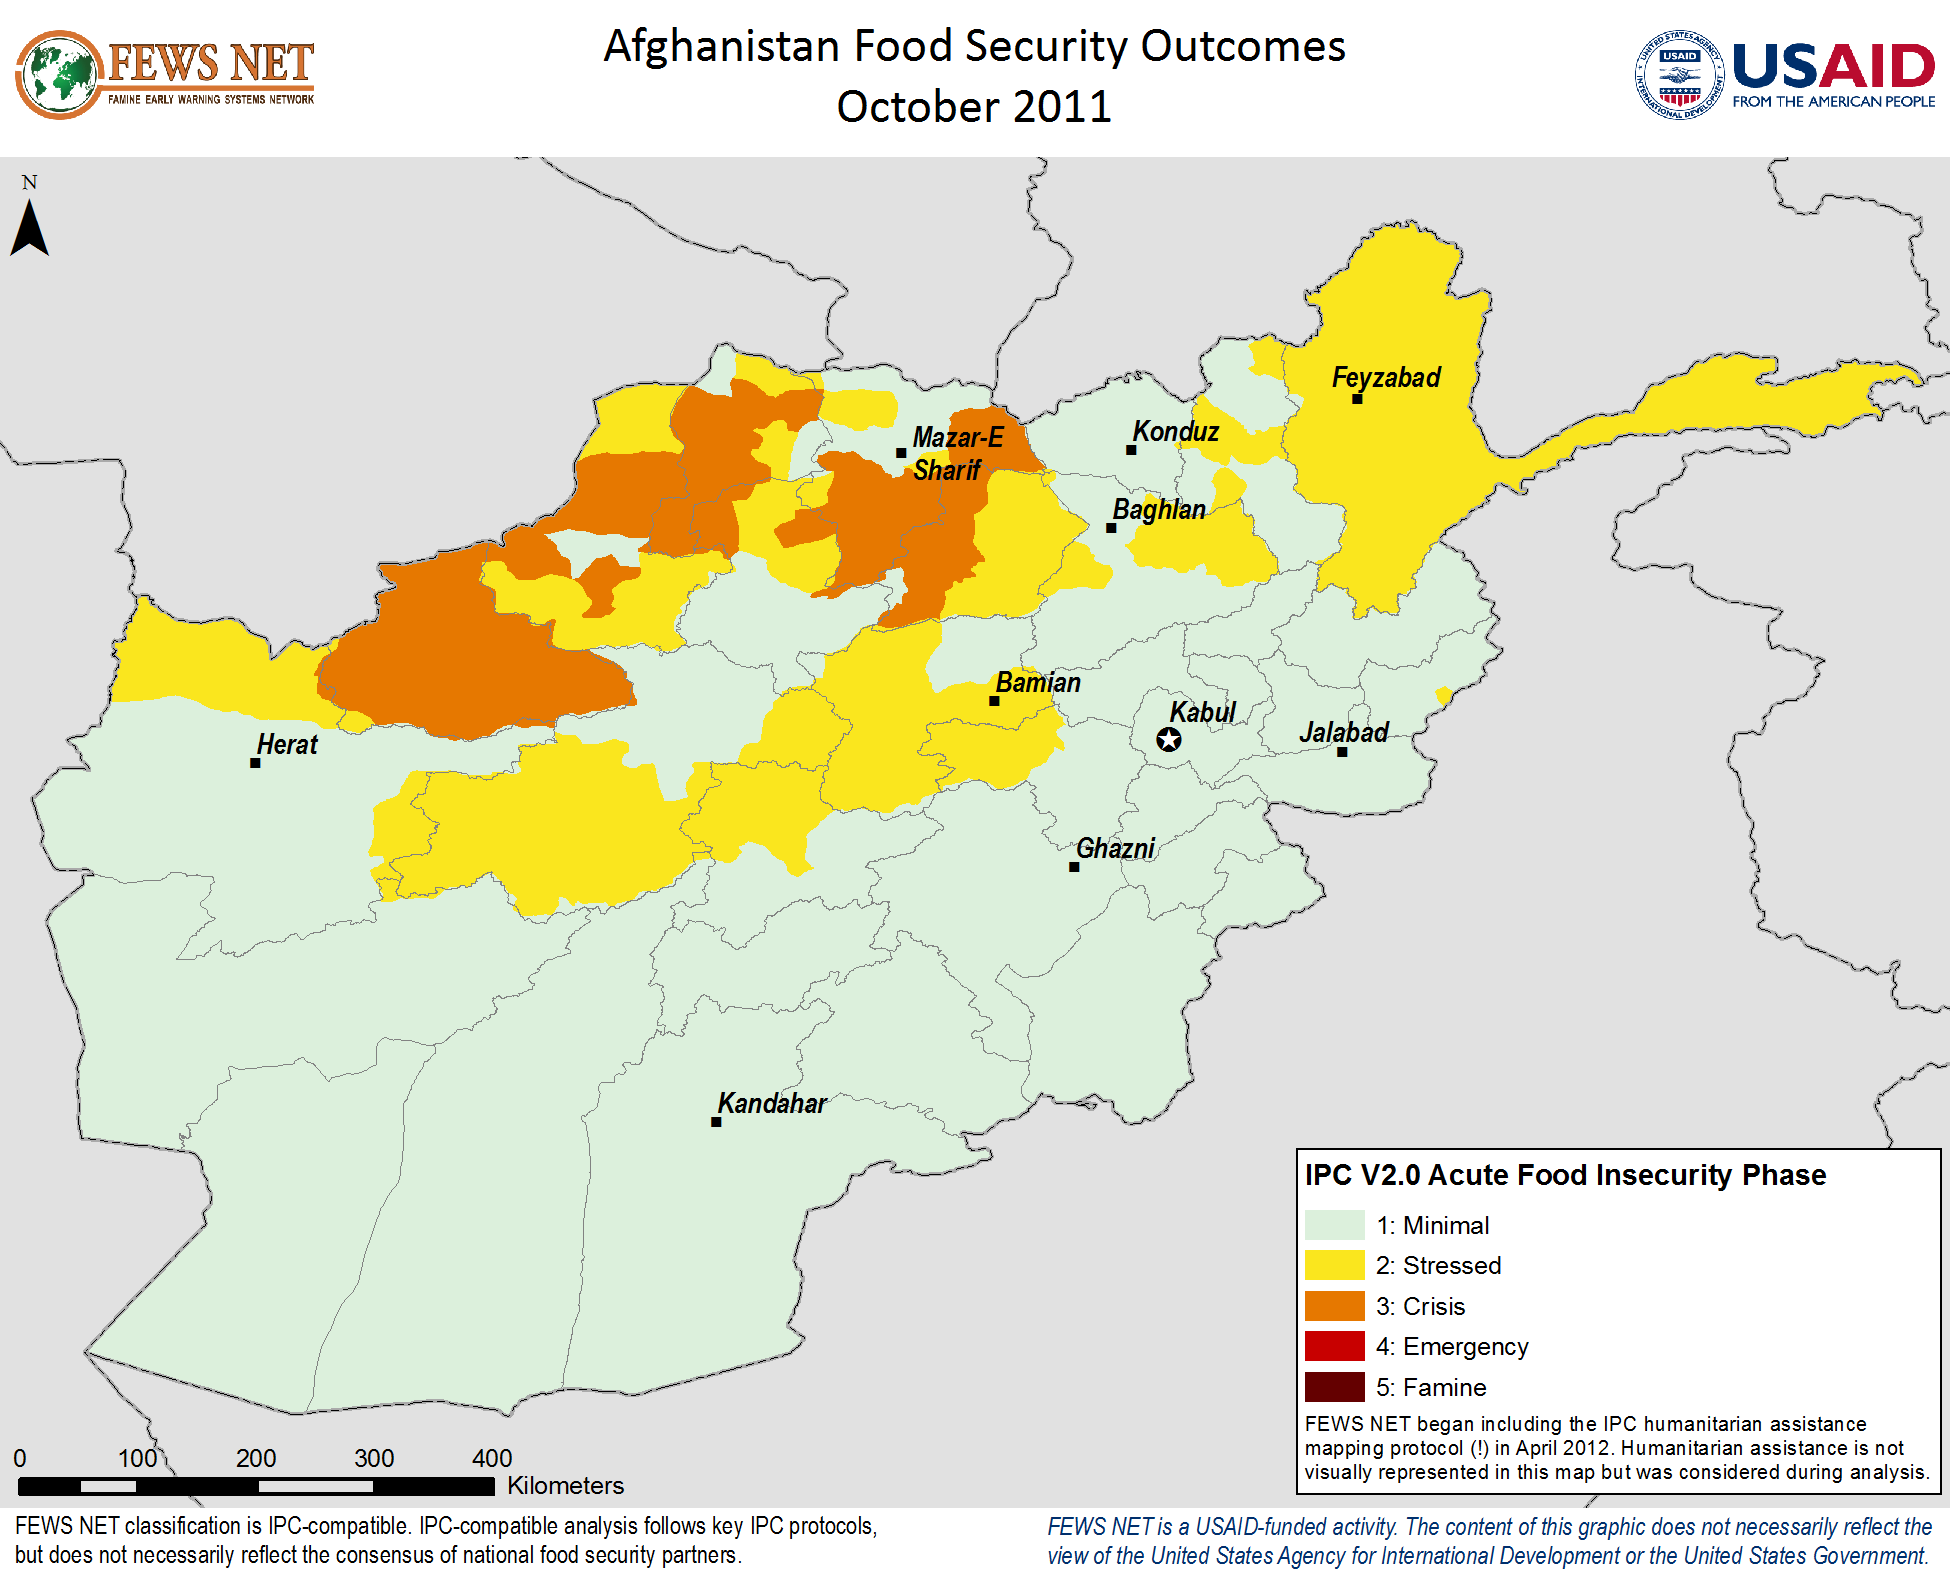 FEWS NET
FAMINE EARLY WARNING SYSTEMS NETWORK
Afghanistan Food Security Outcomes
October 2011
UNITED STATES AGENCY
USAID
INTERNATIONAL DEVELOPMENT
USAID
FROM THE AMERICAN PEOPLE
N
Feyzabad
Mazar-E
Sharif
Konduz
Baghlan
Bamian
Kabul
Herat
Jalabad
Ghazni
Kandahar
IPC V2.0 Acute Food Insecurity Phase
1: Minimal
2: Stressed
3: Crisis
4: Emergency
5: Famine
FEWS NET began including the IPC humanitarian assistance
mapping protocol (!) in April 2012. Humanitarian assistance is not
visually represented in this map but was considered during analysis.
0 100 200 300 400
Kilometers
FEWS NET classification is IPC-compatible. IPC-compatible analysis follows key IPC protocols,
but does not necessarily reflect the consensus of national food security partners.
FEWS NET is a USAID-funded activity. The content of this graphic does not necessarily reflect the
view of the United States Agency for International Development or the United States Government.